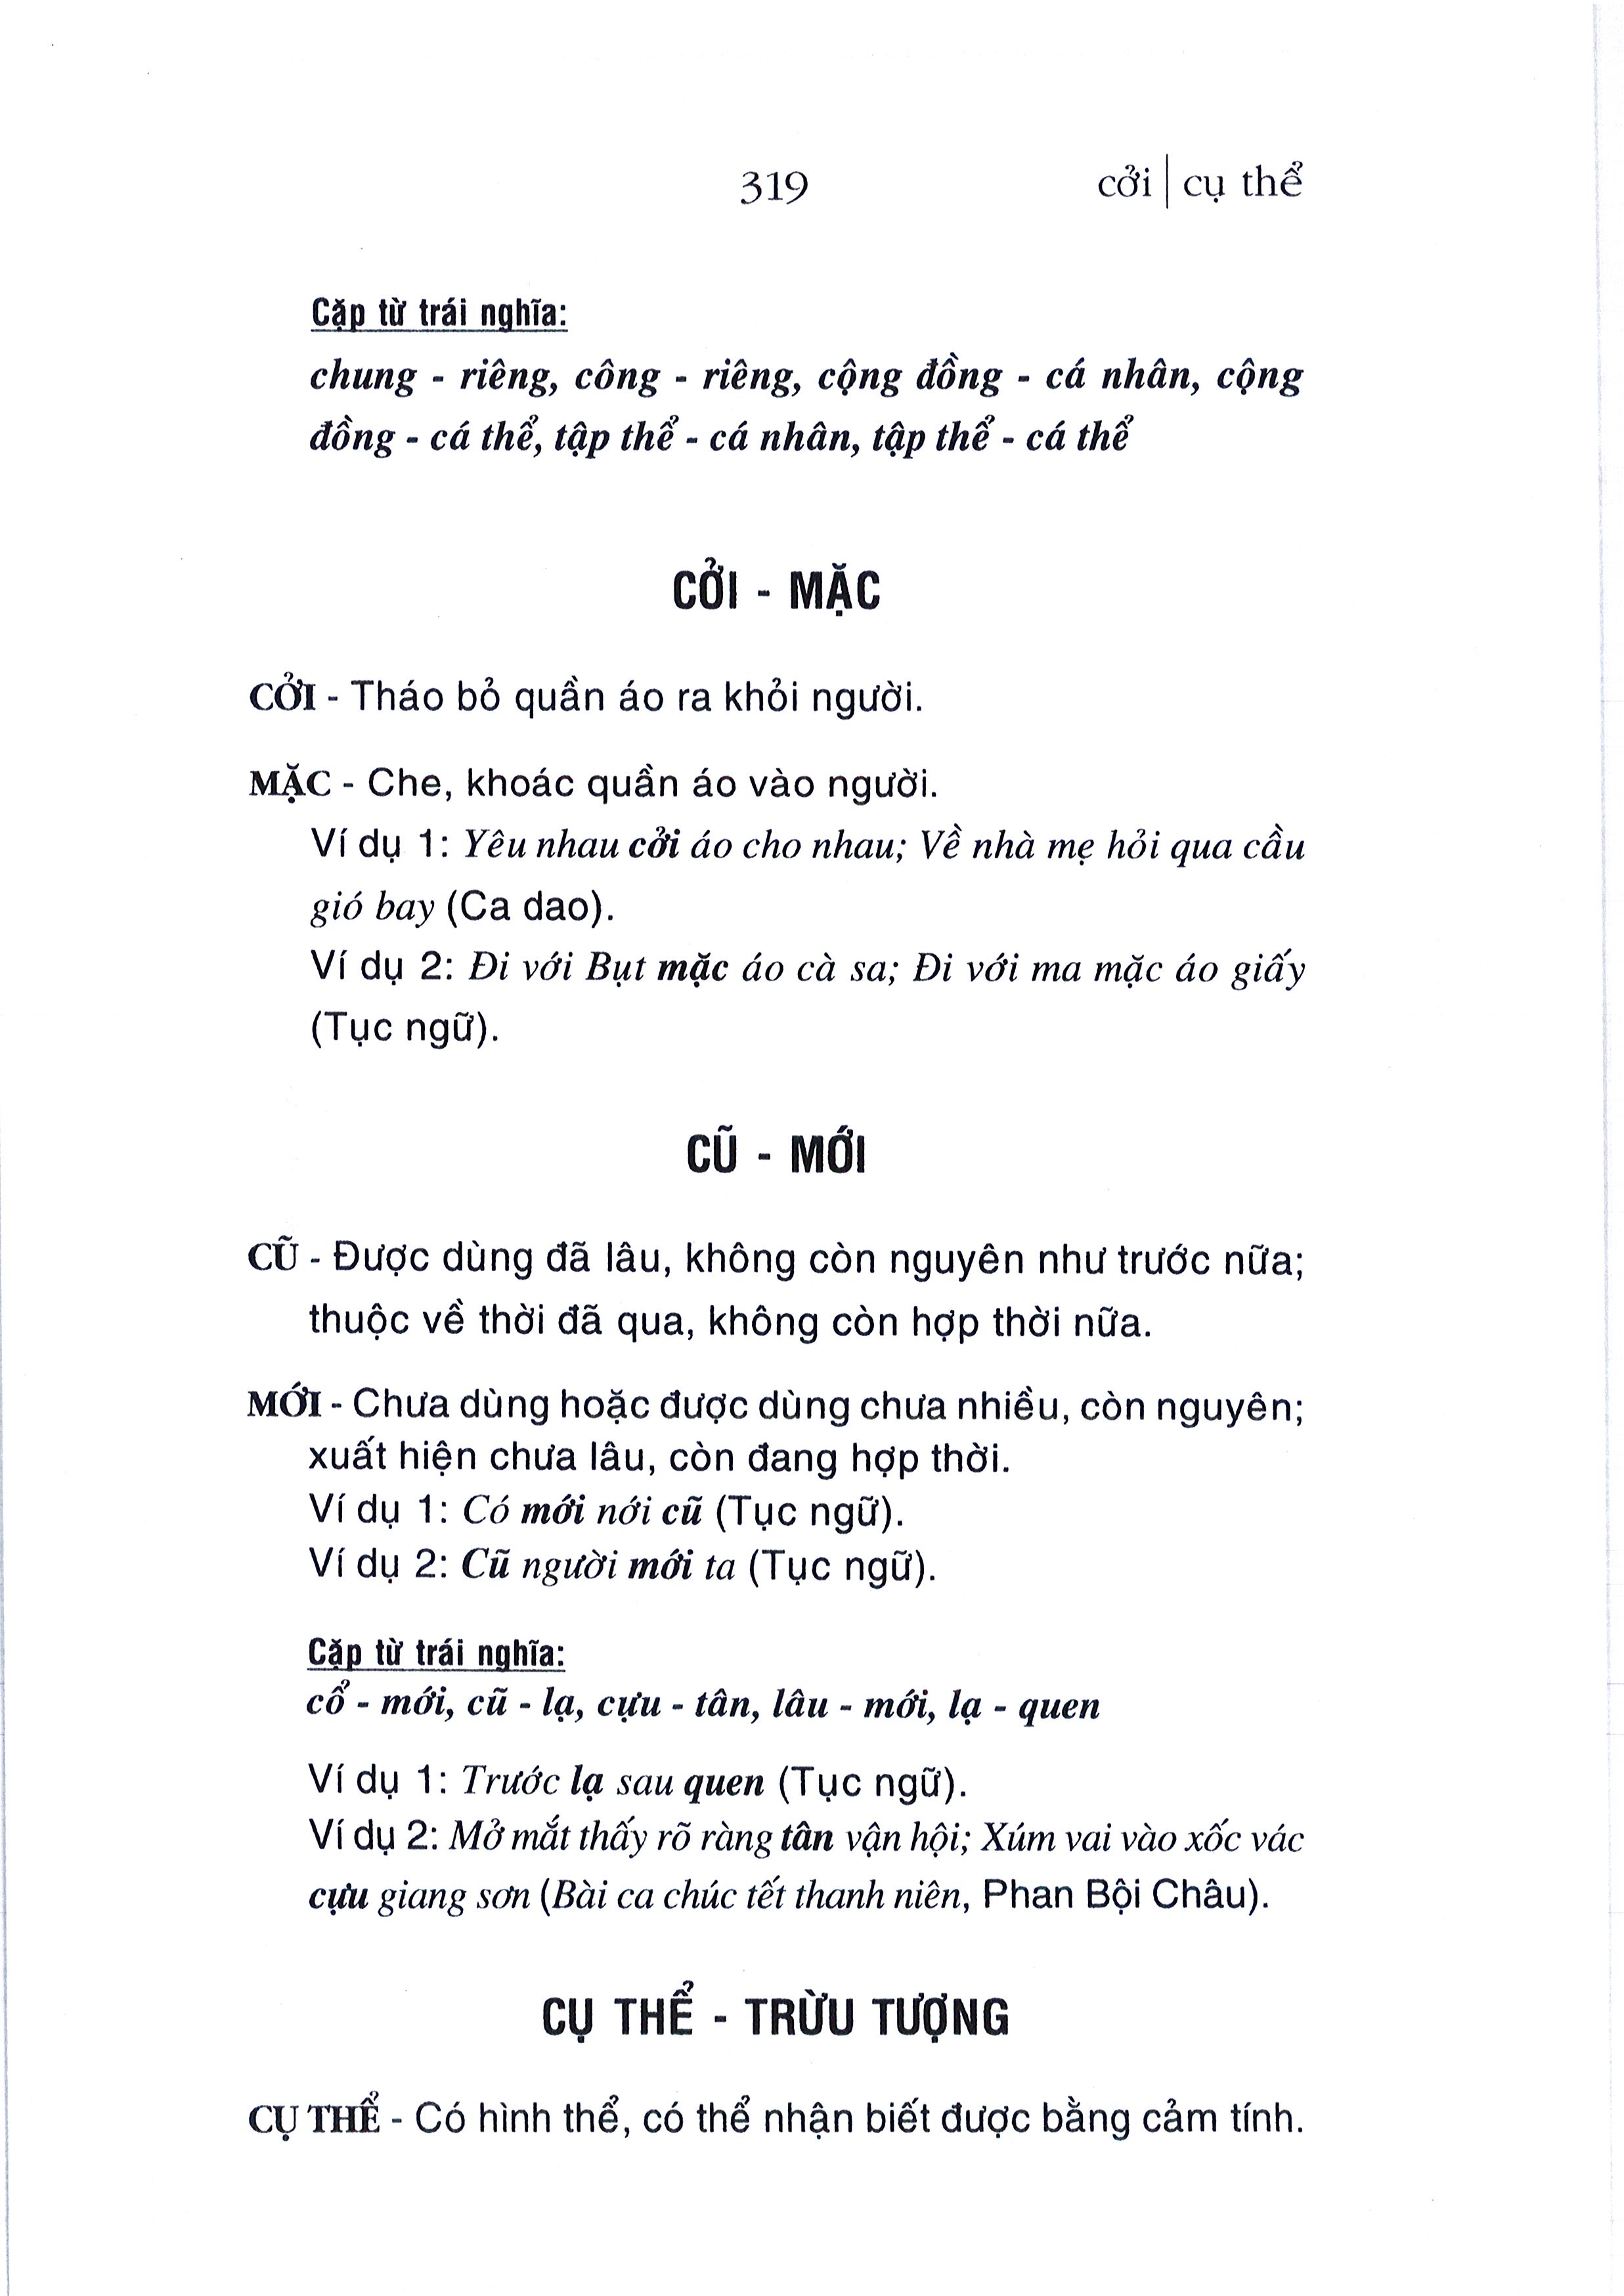 319
cởi | cụ thể
Cặp từ trái nghĩa:
chung - riêng, công - riêng, cộng đồng - cá nhân, cộng
đồng - cá thể, tập thể - cá nhân, tập thể - cá thể
CỞI - MẶC
CỞI - Tháo bỏ quần áo ra khỏi người.
MẶC - Che, khoác quần áo vào người.
Ví dụ 1: Yêu nhau cởi áo cho nhau; Về nhà mẹ hỏi qua cầu
gió bay (Ca dao).
Ví dụ 2: Đi với Bụt mặc áo cà sa; Đi với ma mặc áo giấy
(Tục ngữ).
CŨ - MỚI
CŨ - Được dùng đã lâu, không còn nguyên như trước nữa;
thuộc về thời đã qua, không còn hợp thời nữa.
MỚI - Chưa dùng hoặc được dùng chưa nhiều, còn nguyên;
xuất hiện chưa lâu, còn đang hợp thời.
Ví dụ 1: Có mới nới cũ (Tục ngữ).
Ví dụ 2: Cũ người mới ta (Tục ngữ).
Cặp từ trái nghĩa:
cổ - mới, cũ - lạ, cựu - tân, lâu - mới, lạ - quen
Ví dụ 1: Trước lạ sau quen (Tục ngữ).
Ví dụ 2: Mở mắt thấy rõ ràng tân vận hội; Xúm vai vào xốc vác
cựu giang sơn (Bài ca chúc tết thanh niên, Phan Bội Châu).
CỤ THỂ - TRỪU TƯỢNG
CỤ THỂ - Có hình thể, có thể nhận biết được bằng cảm tính.